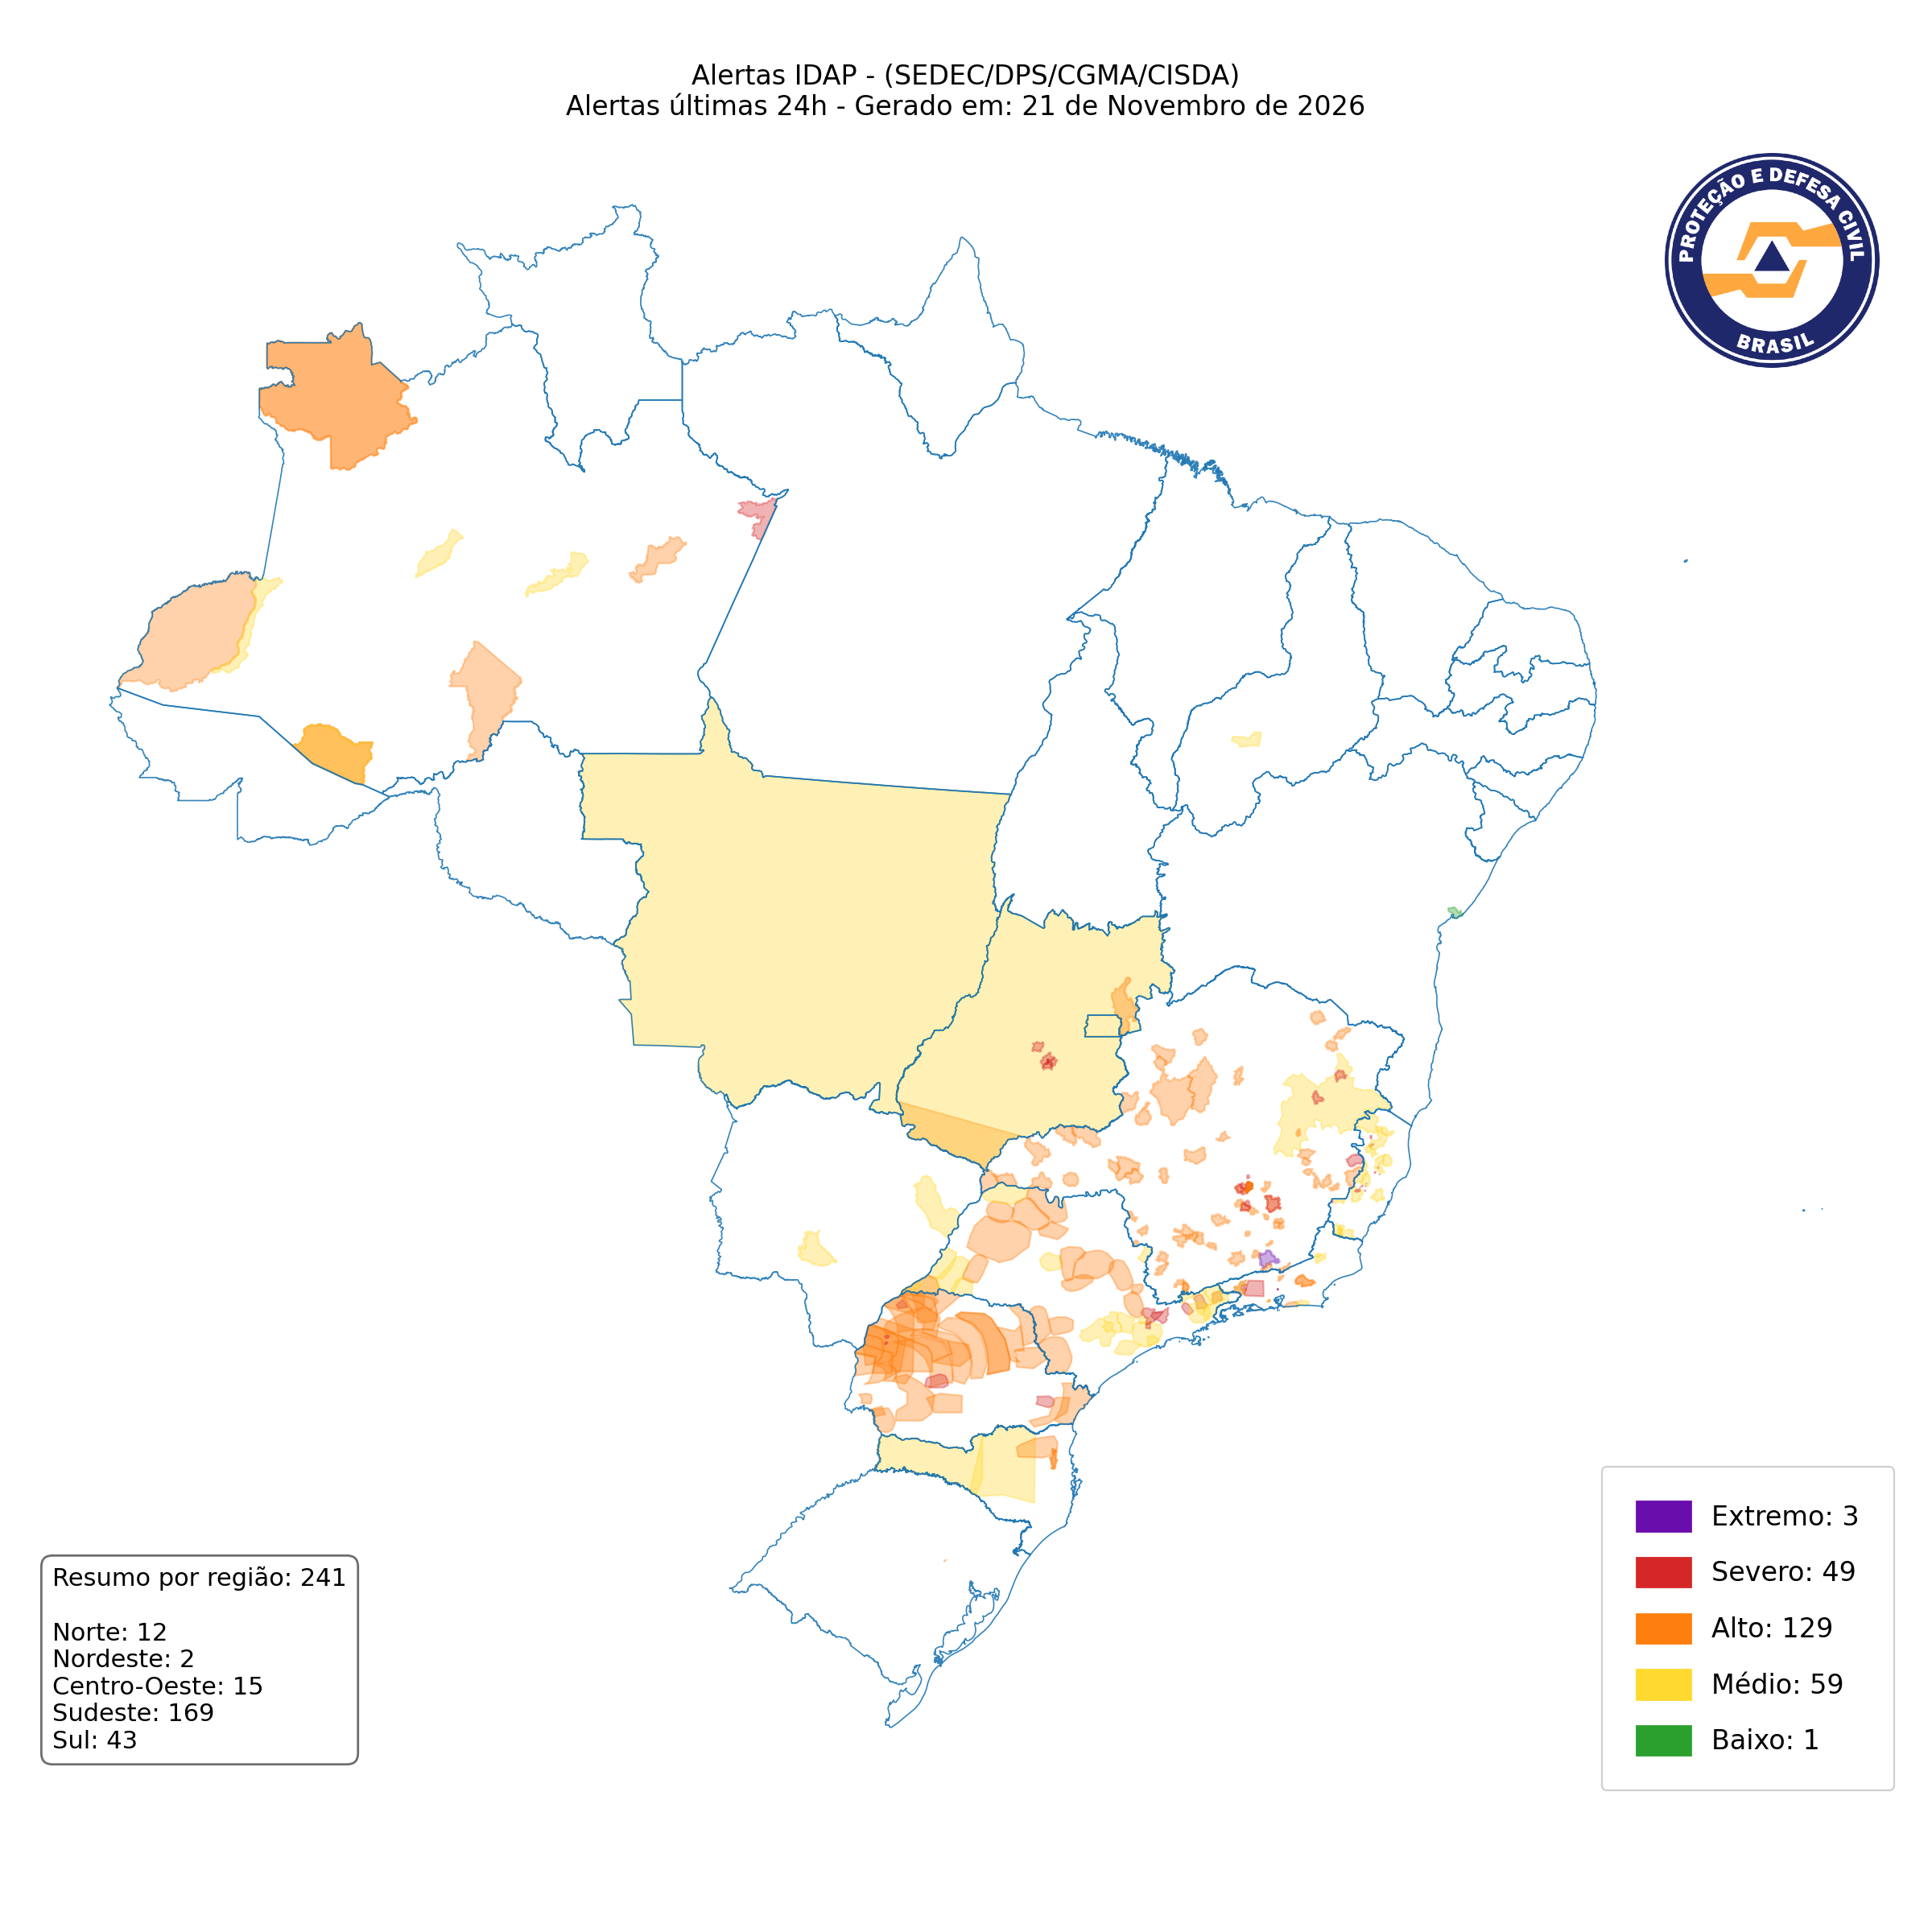 Alertas IDAP - (SEDEC/DPS/CGMA/CISDA)
Alertas últimas 24h - Gerado em: 21 de Novembro de 2026
PROTEÇÃO E DEFESA CIVIL
BRASIL
Extremo: 3
Severo: 49
Alto: 129
Médio: 59
Baixo: 1
Resumo por região: 241
Norte: 12
Nordeste: 2
Centro-Oeste: 15
Sudeste: 169
Sul: 43